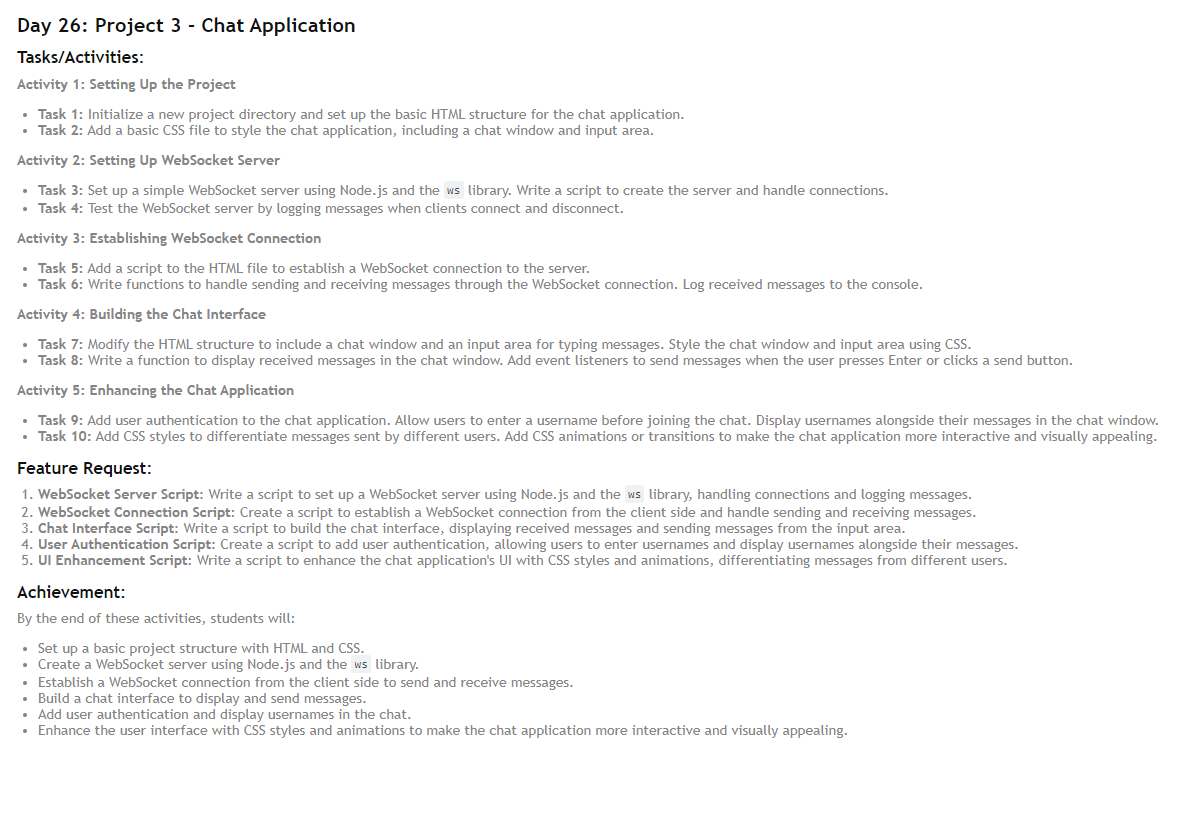 Day 26: Project 3 - Chat Application
Tasks/Activities:
Activity 1: Setting Up the Project
• Task 1: Initialize a new project directory and set up the basic HTML structure for the chat application.
• Task 2: Add a basic CSS file to style the chat application, including a chat window and input area.
Activity 2: Setting Up WebSocket Server
• Task 3: Set up a simple WebSocket server using Node.js and the ws library. Write a script to create the server and handle connections.
• Task 4: Test the WebSocket server by logging messages when clients connect and disconnect.
Activity 3: Establishing WebSocket Connection
• Task 5: Add a script to the HTML file to establish a WebSocket connection to the server.
• Task 6: Write functions to handle sending and receiving messages through the WebSocket connection. Log received messages to the console.
Activity 4: Building the Chat Interface
• Task 7: Modify the HTML structure to include a chat window and an input area for typing messages. Style the chat window and input area using CSS.
• Task 8: Write a function to display received messages in the chat window. Add event listeners to send messages when the user presses Enter or clicks a send button.
Activity 5: Enhancing the Chat Application
• Task 9: Add user authentication to the chat application. Allow users to enter a username before joining the chat. Display usernames alongside their messages in the chat window.
• Task 10: Add CSS styles to differentiate messages sent by different users. Add CSS animations or transitions to make the chat application more interactive and visually appealing.
Feature Request:
1. WebSocket Server Script: Write a script to set up a WebSocket server using Node.js and the ws library, handling connections and logging messages.
2. WebSocket Connection Script: Create a script to establish a WebSocket connection from the client side and handle sending and receiving messages.
3. Chat Interface Script: Write a script to build the chat interface, displaying received messages and sending messages from the input area.
4. User Authentication Script: Create a script to add user authentication, allowing users to enter usernames and display usernames alongside their messages.
5. UI Enhancement Script: Write a script to enhance the chat application's UI with CSS styles and animations, differentiating messages from different users.
Achievement:
By the end of these activities, students will:
• Set up a basic project structure with HTML and CSS.
• Create a WebSocket server using Node.js and the ws library.
• Establish a WebSocket connection from the client side to send and receive messages.
• Build a chat interface to display and send messages.
• Add user authentication and display usernames in the chat.
• Enhance the user interface with CSS styles and animations to make the chat application more interactive and visually appealing.